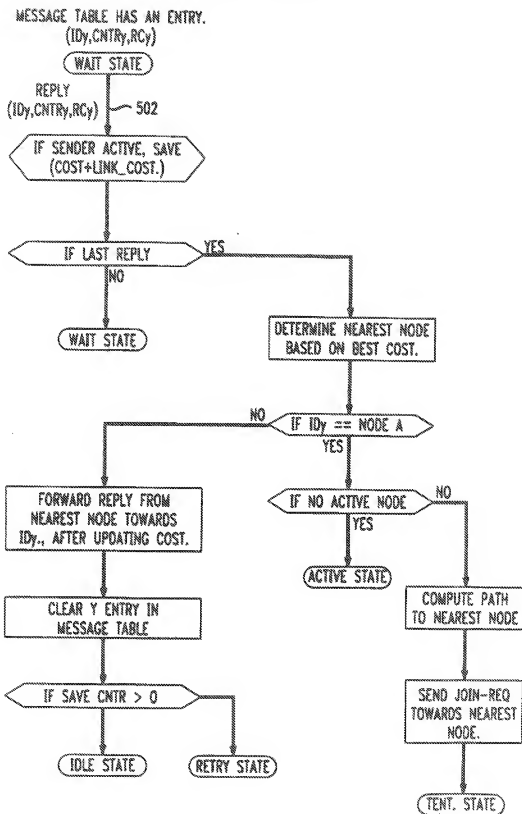 MESSAGE TABLE HAS AN ENTRY.
(IDy,CNTRy,RCy)
WAIT STATE
REPLY
(IDy,CNTRy,RCy)
502
IF SENDER ACTIVE, SAVE
(COST+LINK_COST.)
IF LAST REPLY
YES
NO
WAIT STATE
DETERMINE NEAREST NODE
BASED ON BEST COST.
IF IDy == NODE A
NO
YES
FORWARD REPLY FROM
NEAREST NODE TOWARDS
IDy., AFTER UPDATING COST.
IF NO ACTIVE NODE
NO
YES
ACTIVE STATE
CLEAR Y ENTRY IN
MESSAGE TABLE
COMPUTE PATH
TO NEAREST NODE
IF SAVE CNTR > 0
SEND JOIN-REQ
TOWARDS NEAREST
NODE.
IDLE STATE
RETRY STATE
TENT. STATE